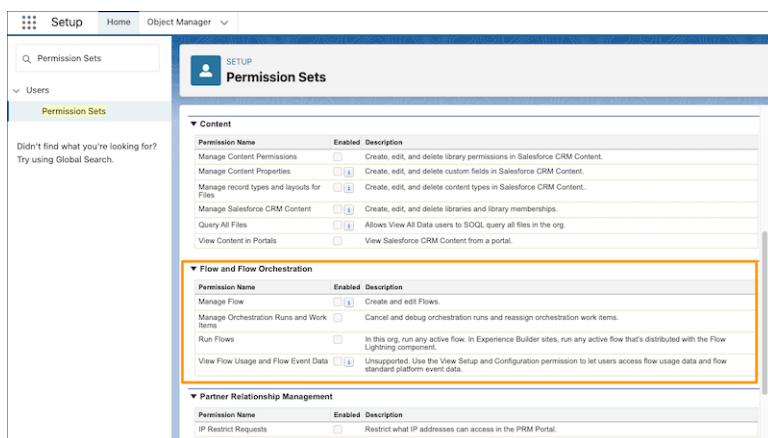 Setup
Home
Object Manager
Permission Sets
Users
Permission Sets
Didn't find what you're looking for?
Try using Global Search.
SETUP
Permission Sets
Content
Permission Name Enabled Description
Manage Content Permissions Create, edit, and delete library permissions in Salesforce CRM Content.
Manage Content Properties i Create, edit, and delete custom fields in Salesforce CRM Content.
Manage record types and layouts for i Create, edit, and delete content types in Salesforce CRM Content..
Files
Manage Salesforce CRM Content i Create, edit, and delete libraries and library memberships.
Query All Files i Allows View All Data users to SOQL query all files in the org.
View Content in Portals View Salesforce CRM Content from a portal.
Flow and Flow Orchestration
Permission Name Enabled Description
Manage Flow i Create and edit Flows.
Manage Orchestration Runs and Work Cancel and debug orchestration runs and reassign orchestration work items.
Items
Run Flows In this org, run any active flow. In Experience Builder sites, run any active flow that's distributed with the Flow
Lightning component.
View Flow Usage and Flow Event Data i Unsupported. Use the View Setup and Configuration permission to let users access flow usage data and flow
standard platform event data.
Partner Relationship Management
Permission Name Enabled Description
IP Restrict Requests Restrict what IP addresses can access in the PRM Portal.